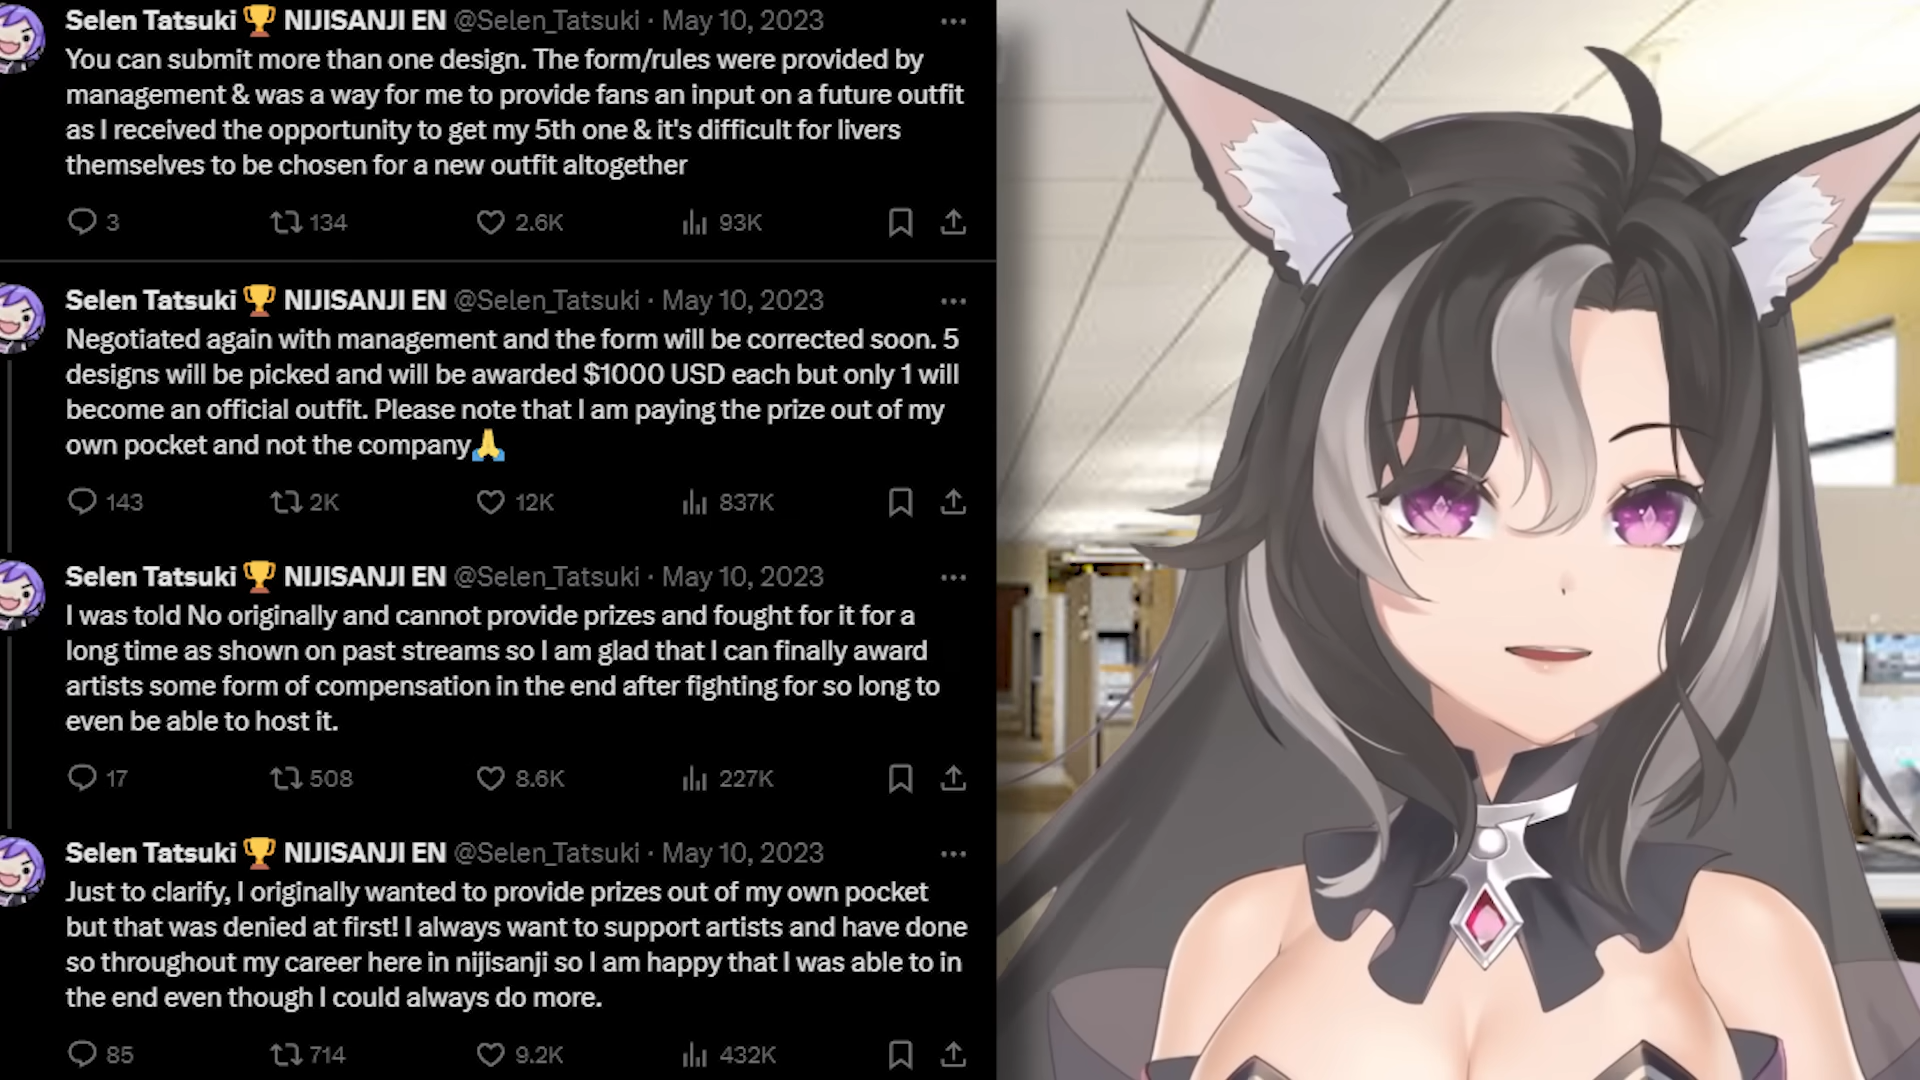 Selen Tatsuki 🏆 NIJISANJI EN @Selen_Tatsuki · May 10, 2023
You can submit more than one design. The form/rules were provided by
management & was a way for me to provide fans an input on a future outfit
as I received the opportunity to get my 5th one & it's difficult for livers
themselves to be chosen for a new outfit altogether
3 134 2.6K 93K
Selen Tatsuki 🏆 NIJISANJI EN @Selen_Tatsuki · May 10, 2023
Negotiated again with management and the form will be corrected soon. 5
designs will be picked and will be awarded $1000 USD each but only 1 will
become an official outfit. Please note that I am paying the prize out of my
own pocket and not the company🙏
143 2K 12K 837K
Selen Tatsuki 🏆 NIJISANJI EN @Selen_Tatsuki · May 10, 2023
I was told No originally and cannot provide prizes and fought for it for a
long time as shown on past streams so I am glad that I can finally award
artists some form of compensation in the end after fighting for so long to
even be able to host it.
17 508 8.6K 227K
Selen Tatsuki 🏆 NIJISANJI EN @Selen_Tatsuki · May 10, 2023
Just to clarify, I originally wanted to provide prizes out of my own pocket
but that was denied at first! I always want to support artists and have done
so throughout my career here in nijisanji so I am happy that I was able to in
the end even though I could always do more.
85 714 9.2K 432K